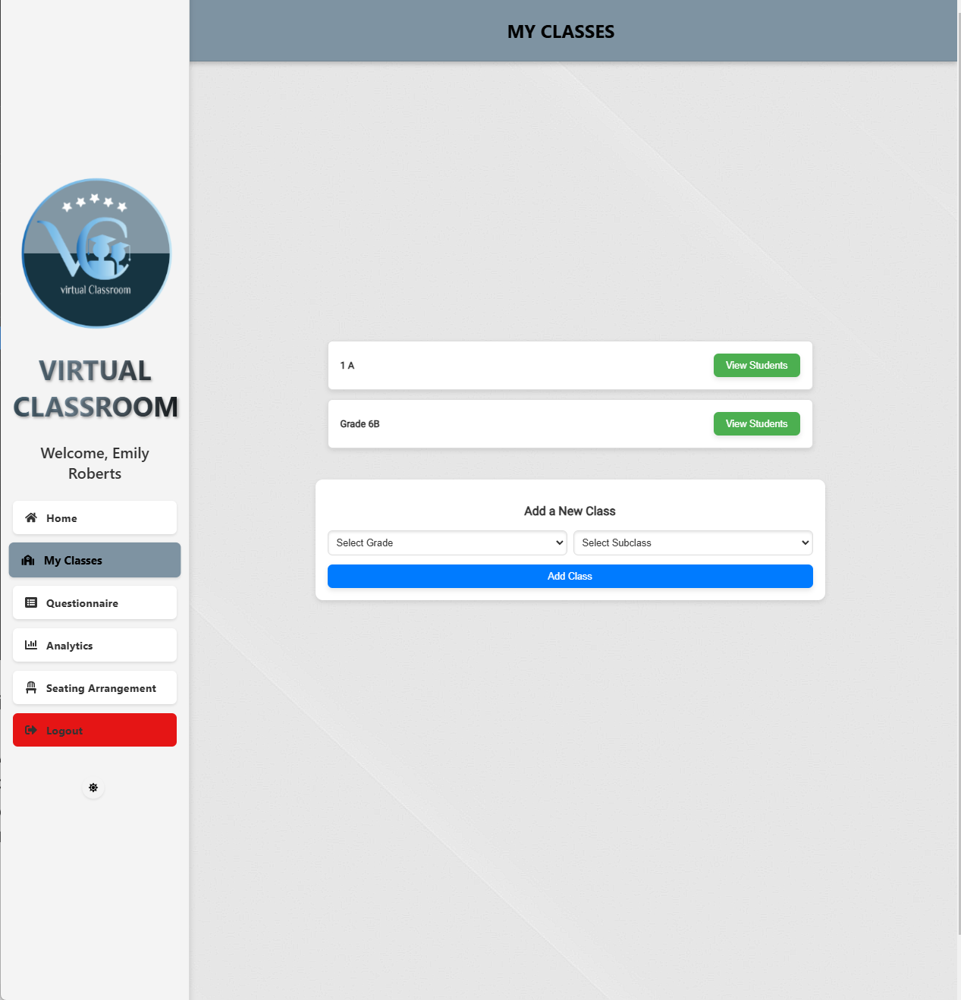 MY CLASSES
virtual Classroom
VIRTUAL
CLASSROOM
Welcome, Emily
Roberts
Home
My Classes
Questionnaire
Analytics
Seating Arrangement
Logout
1 A
View Students
Grade 6B
View Students
Add a New Class
Select Grade
Select Subclass
Add Class